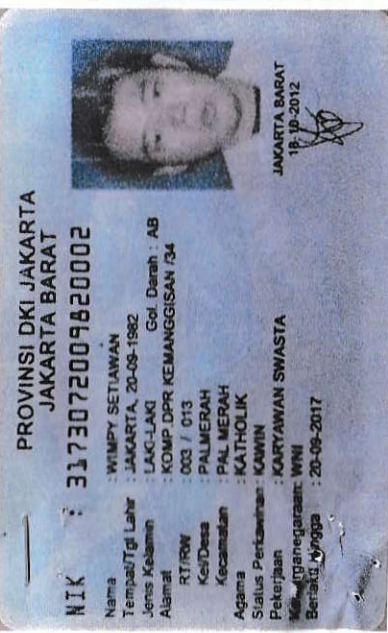 PROVINSI DKI JAKARTA
JAKARTA BARAT
NIK : 3173072009820002
Nama : WIMPY SETIAWAN
Tempat/Tgl Lahir : JAKARTA, 20-09-1982
Jenis Kelamin : LAKI-LAKI Gol. Darah : AB
Alamat : KOMP. DPR KEMANGGISAN /34
RT/RW : 003 / 013
Kel/Desa : PALMERAH
Kecamatan : PALMERAH
Agama : KATHOLIK
Status Perkawinan : KAWIN
Pekerjaan : KARYAWAN SWASTA
Kewarganegaraan: WNI
Berlaku Hingga : 20-09-2017
JAKARTA BARAT
18-10-2012